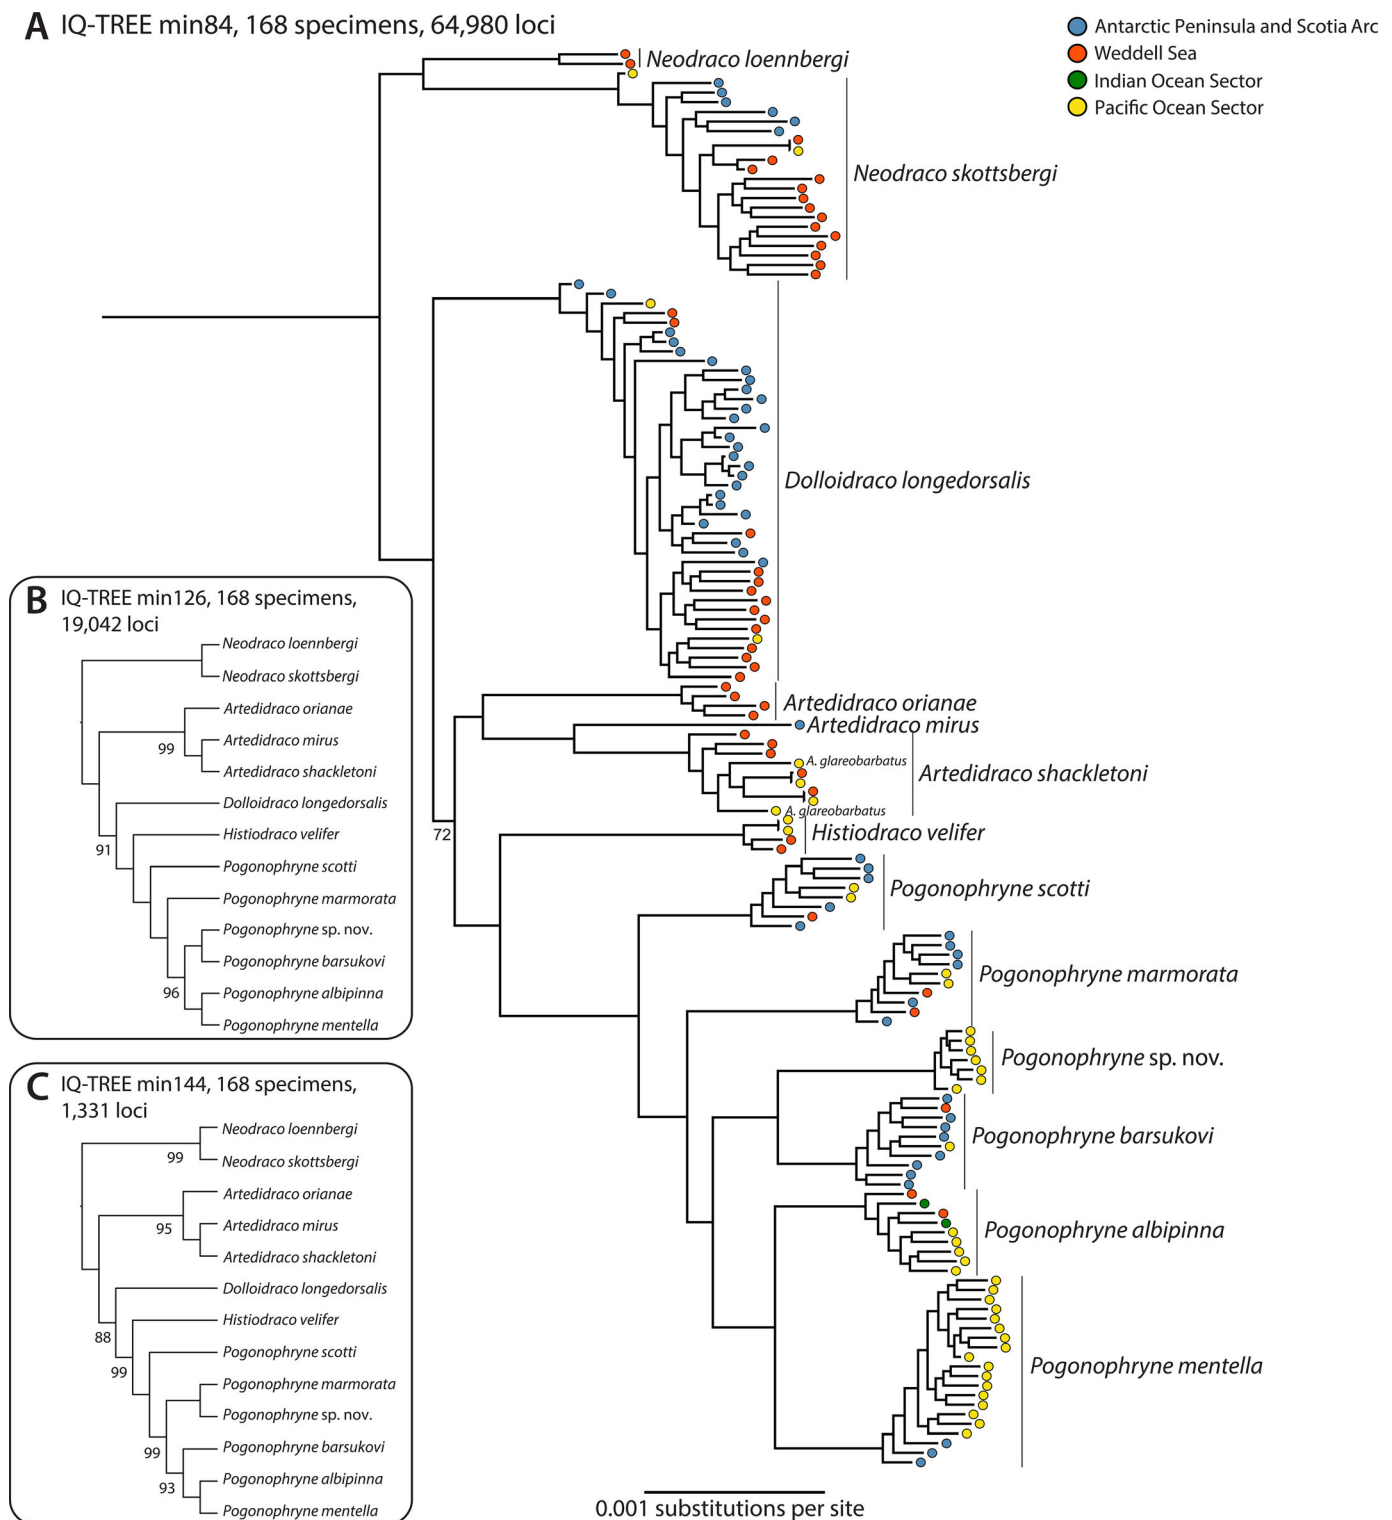 A IQ-TREE min84, 168 specimens, 64,980 loci
Antarctic Peninsula and Scotia Arc
Weddell Sea
Indian Ocean Sector
Pacific Ocean Sector
Neodraco loennbergi
Neodraco skottsbergi
Dolloidraco longedorsalis
Artedidraco orianae
Artedidraco mirus
A. glareobarbatus
Artedidraco shackletoni
A. glareobarbatus
72
Histiodraco velifer
Pogonophryne scotti
Pogonophryne marmorata
Pogonophryne sp. nov.
Pogonophryne barsukovi
Pogonophryne albipinna
Pogonophryne mentella
0.001 substitutions per site
B IQ-TREE min126, 168 specimens,
19,042 loci
Neodraco loennbergi
Neodraco skottsbergi
Artedidraco orianae
Artedidraco mirus
99
Artedidraco shackletoni
Dolloidraco longedorsalis
Histiodraco velifer
91
Pogonophryne scotti
Pogonophryne marmorata
Pogonophryne sp. nov.
Pogonophryne barsukovi
Pogonophryne albipinna
96
Pogonophryne mentella
C IQ-TREE min144, 168 specimens,
1,331 loci
Neodraco loennbergi
99
Neodraco skottsbergi
Artedidraco orianae
Artedidraco mirus
95
Artedidraco shackletoni
Dolloidraco longedorsalis
Histiodraco velifer
88
Pogonophryne scotti
99
Pogonophryne marmorata
Pogonophryne sp. nov.
Pogonophryne barsukovi
99
Pogonophryne albipinna
93
Pogonophryne mentella